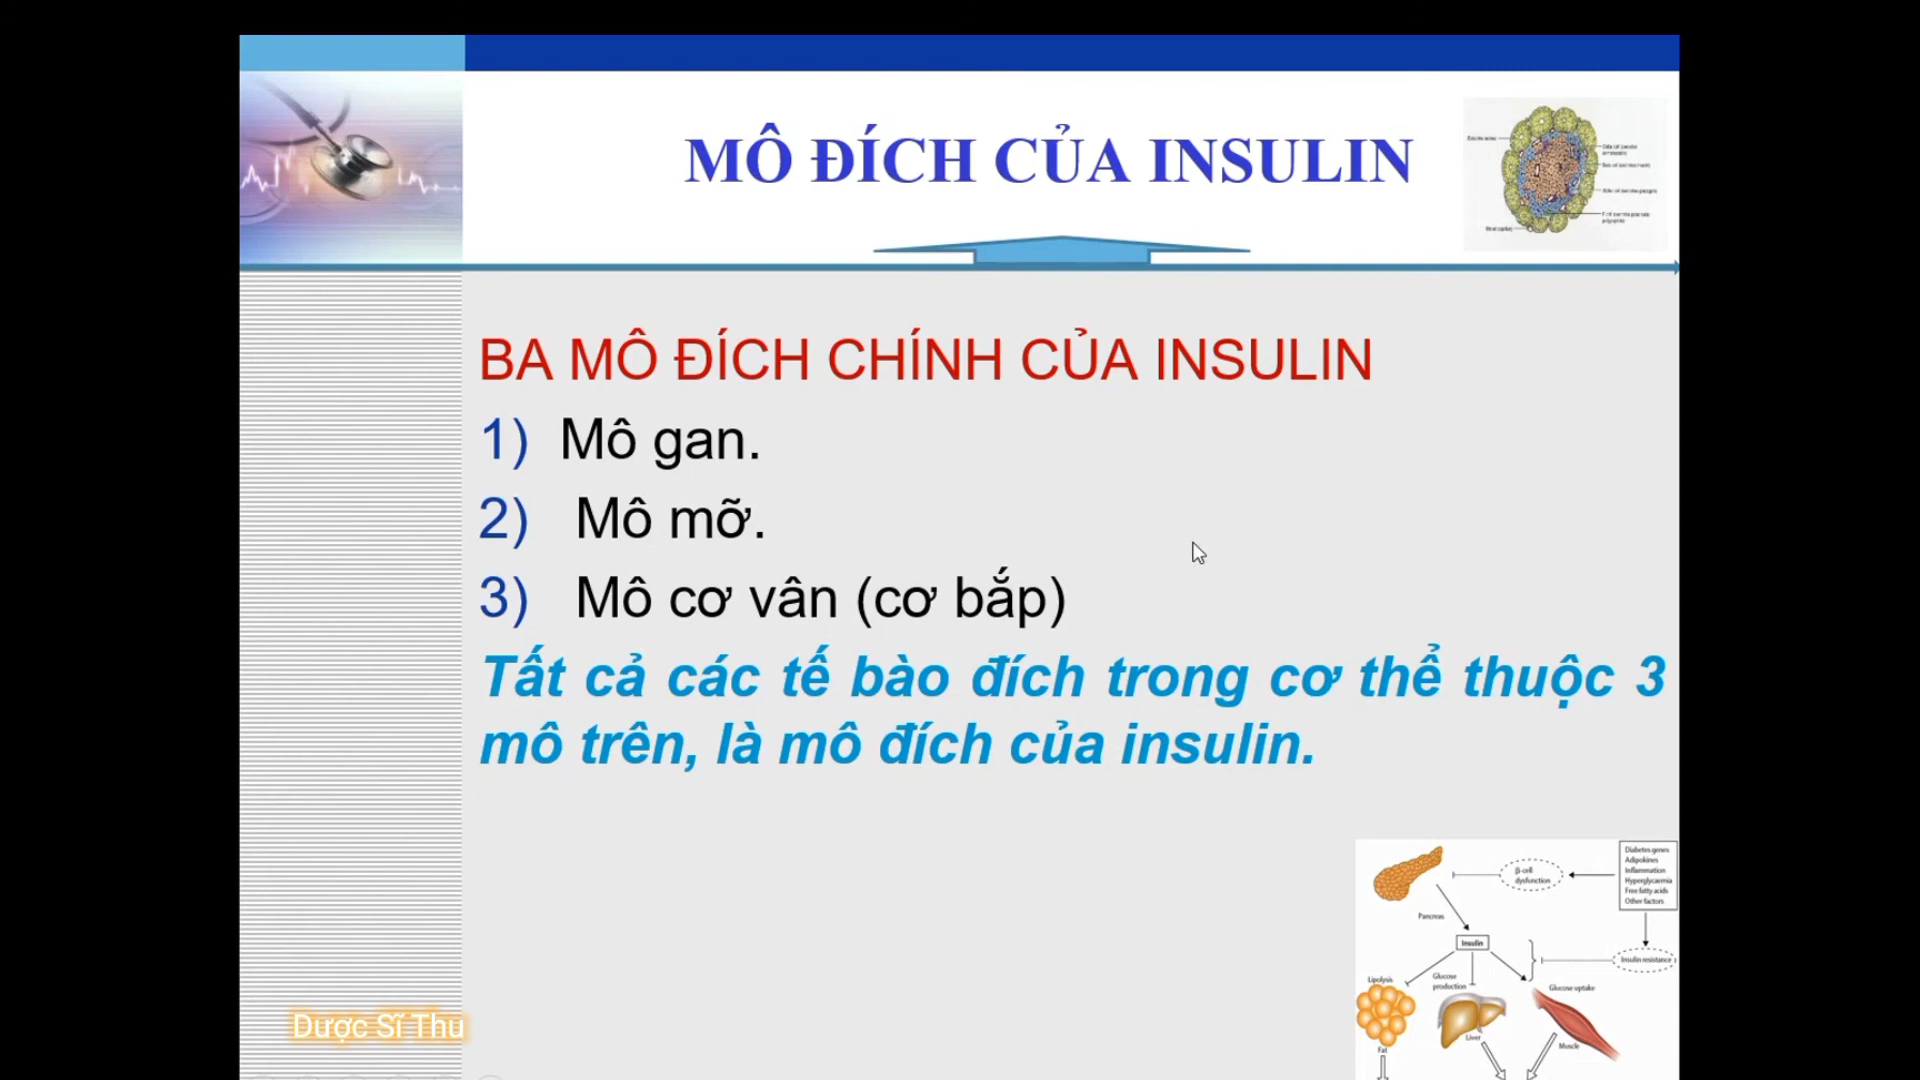 MÔ ĐÍCH CỦA INSULIN
BA MÔ ĐÍCH CHÍNH CỦA INSULIN
1) Mô gan.
2) Mô mỡ.
3) Mô cơ vân (cơ bắp)
Tất cả các tế bào đích trong cơ thể thuộc 3
mô trên, là mô đích của insulin.
Diabetes genes
Adipokines
Inflammation
Hyperglycaemia
Free fatty acids
Other factors
β-cell
dysfunction
Pancreas
Insulin
Insulin resistance
Lipolysis
Glucose
production
Glucose uptake
Liver
Muscle
Fat
Dược Sĩ Thu